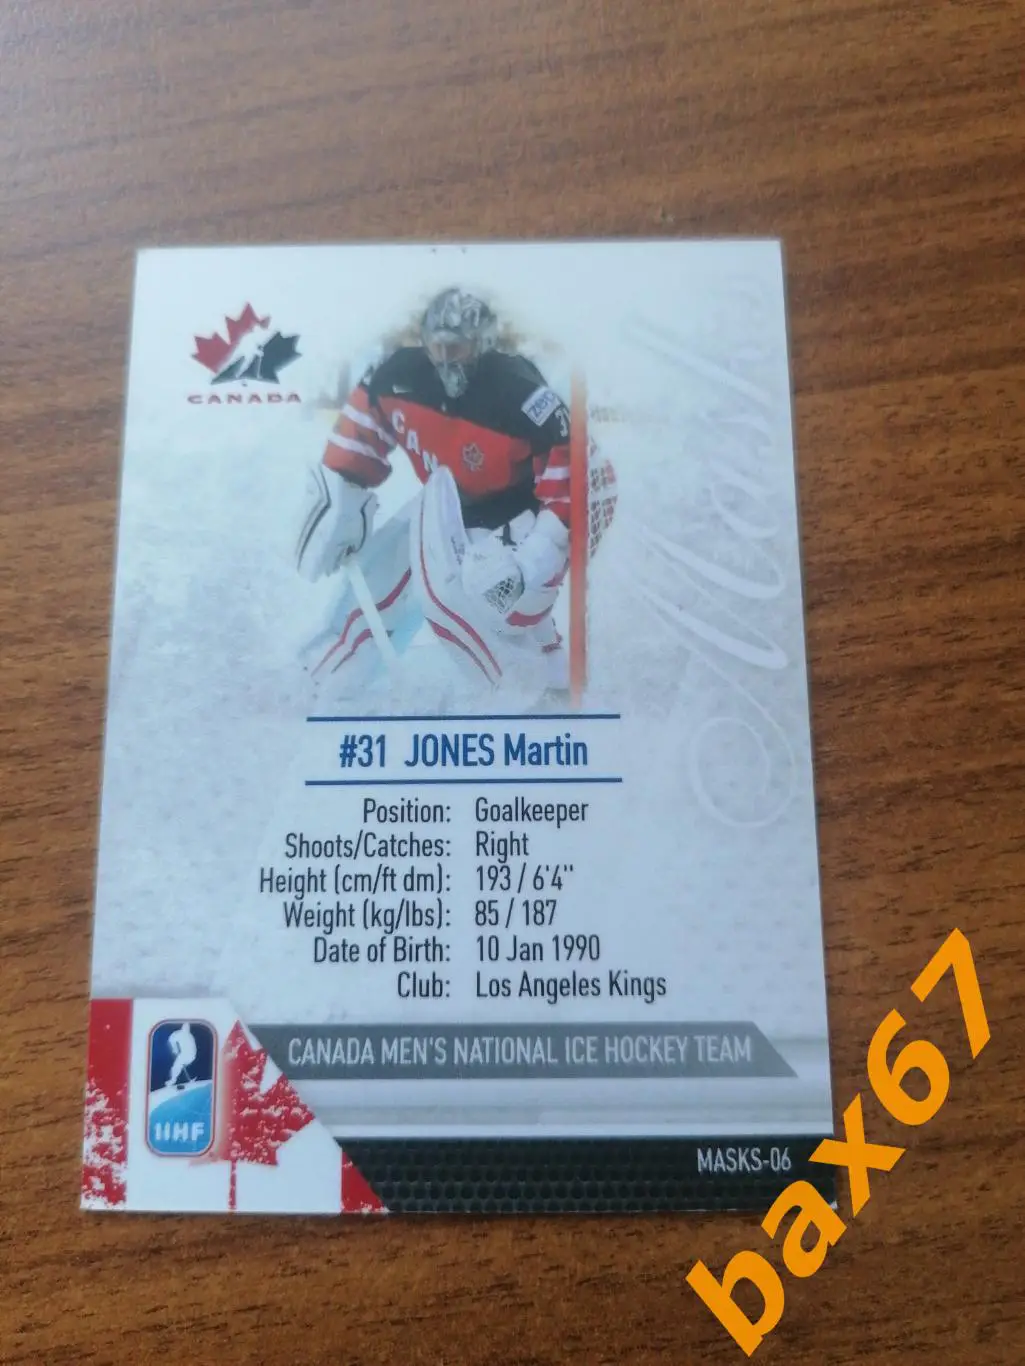 CANADA
CAN
Masks
#31 JONES Martin
Position: Goalkeeper
Shoots/Catches: Right
Height (cm/ft dm): 193 / 6'4"
Weight (kg/lbs): 85 / 187
Date of Birth: 10 Jan 1990
Club: Los Angeles Kings
CANADA MEN'S NATIONAL ICE HOCKEY TEAM
IIHF
MASKS-06
bax67